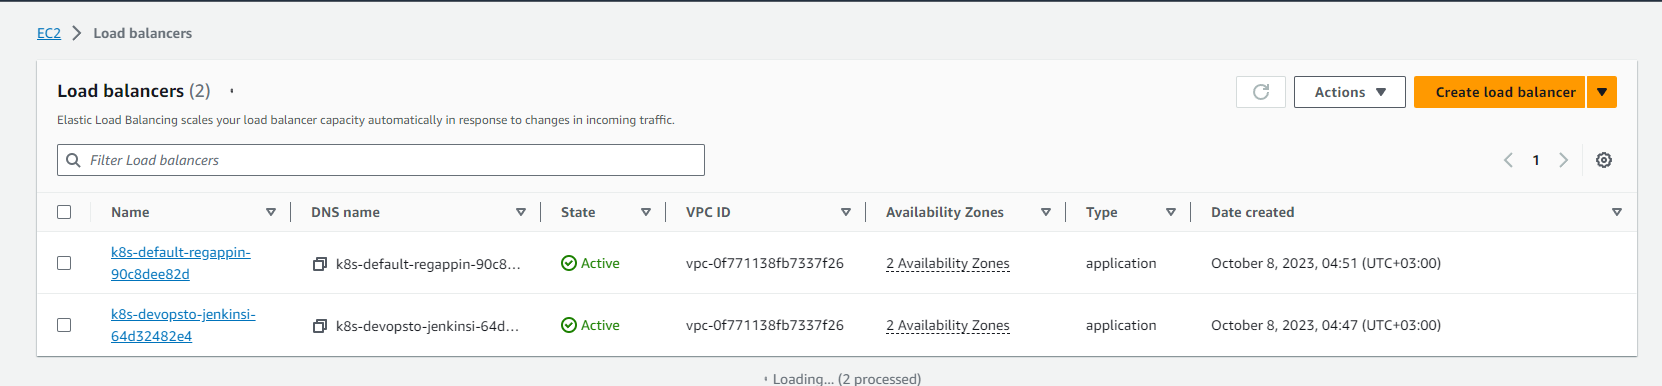 EC2 > Load balancers
Load balancers (2)
Actions Create load balancer
Elastic Load Balancing scales your load balancer capacity automatically in response to changes in incoming traffic.
Filter Load balancers
1
Name DNS name State VPC ID Availability Zones Type Date created
k8s-default-regappin-
90c8dee82d
k8s-default-regappin-90c8... Active vpc-0f771138fb7337f26 2 Availability Zones application October 8, 2023, 04:51 (UTC+03:00)
k8s-devopsto-jenkinsi-
64d32482e4
k8s-devopsto-jenkinsi-64d... Active vpc-0f771138fb7337f26 2 Availability Zones application October 8, 2023, 04:47 (UTC+03:00)
Loading... (2 processed)